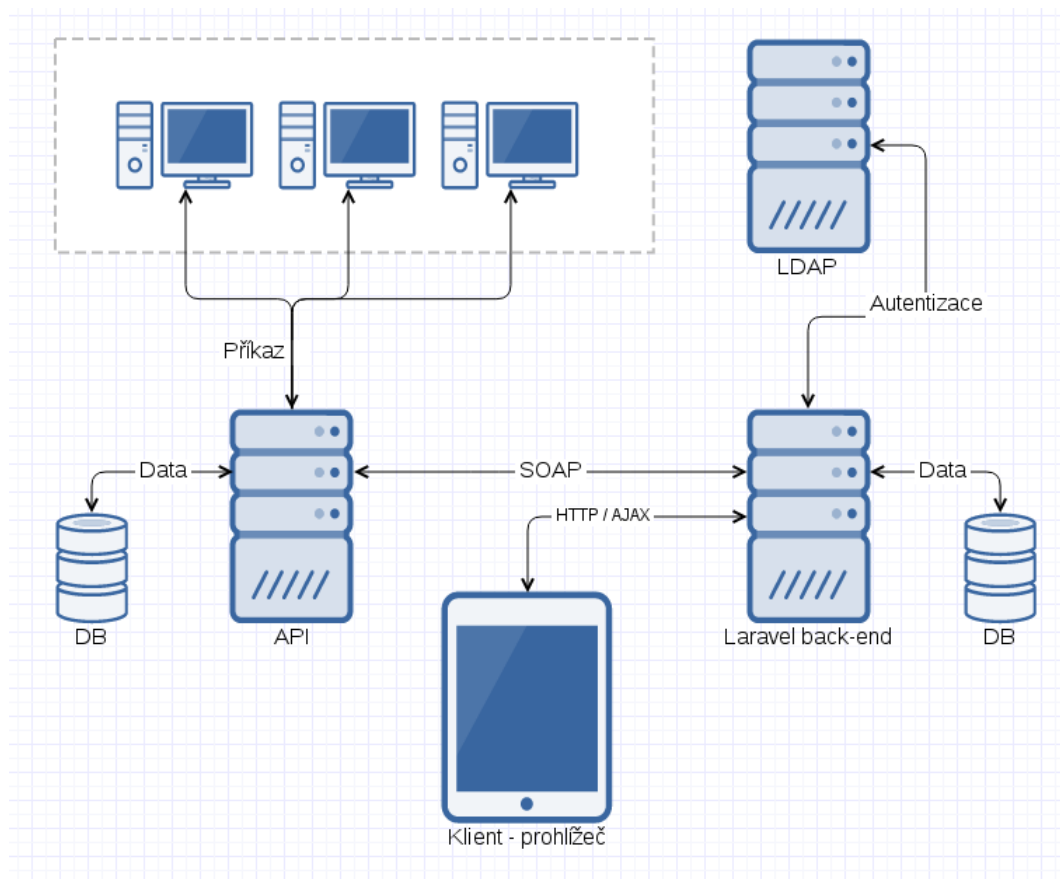 LDAP
Autentizace
Příkaz
Data
SOAP
Data
HTTP / AJAX
DB
API
Laravel back-end
DB
Klient - prohlížeč